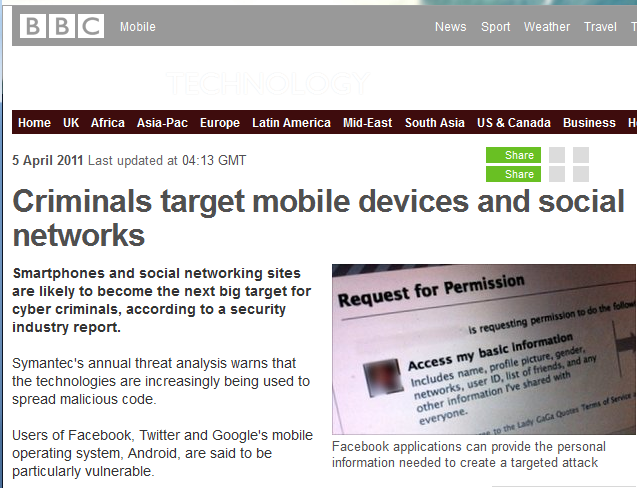 BBC Mobile News Sport Weather Travel
TECHNOLOGY
Home UK Africa Asia-Pac Europe Latin America Mid-East South Asia US & Canada Business
5 April 2011 Last updated at 04:13 GMT
Share
Share
Criminals target mobile devices and social
networks
Smartphones and social networking sites
are likely to become the next big target for
cyber criminals, according to a security
industry report.
Symantec's annual threat analysis warns that
the technologies are increasingly being used to
spread malicious code.
Users of Facebook, Twitter and Google's mobile
operating system, Android, are said to be
particularly vulnerable.
Request for Permission
is requesting permission to do the
Access my basic information
Includes name, profile picture, gender,
networks, user ID, list of friends, and any
other information I've shared with
everyone.
to the Lady GaGa Quotes Terms of Service
Facebook applications can provide the personal
information needed to create a targeted attack